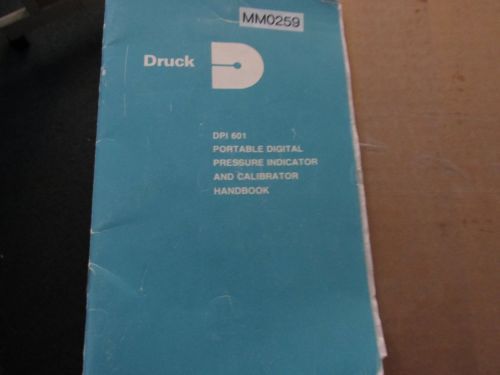 MM0259
Druck
DPI 601
PORTABLE DIGITAL
PRESSURE INDICATOR
AND CALIBRATOR
HANDBOOK